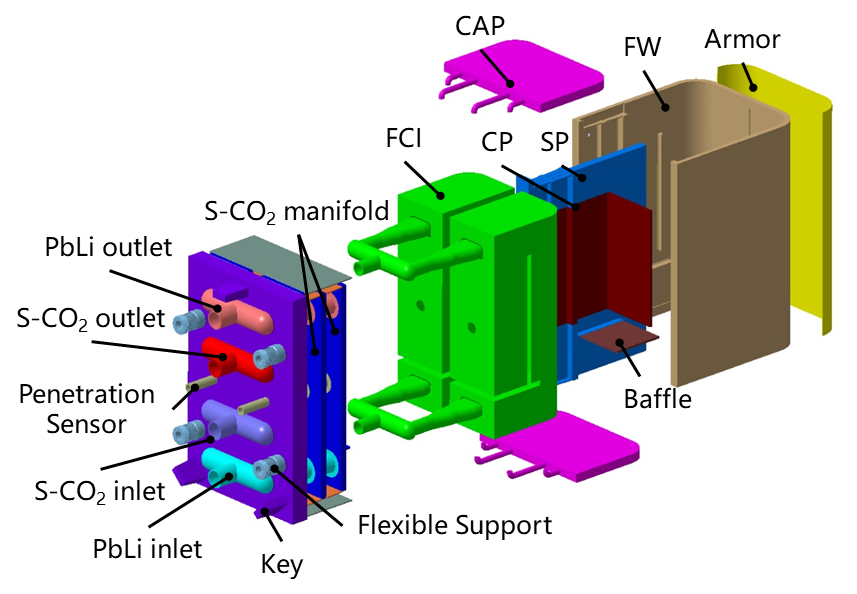 CAP
FW
Armor
FCI
CP
SP
S-CO₂ manifold
PbLi outlet
S-CO₂ outlet
Penetration
Sensor
Baffle
S-CO₂ inlet
Flexible Support
PbLi inlet
Key